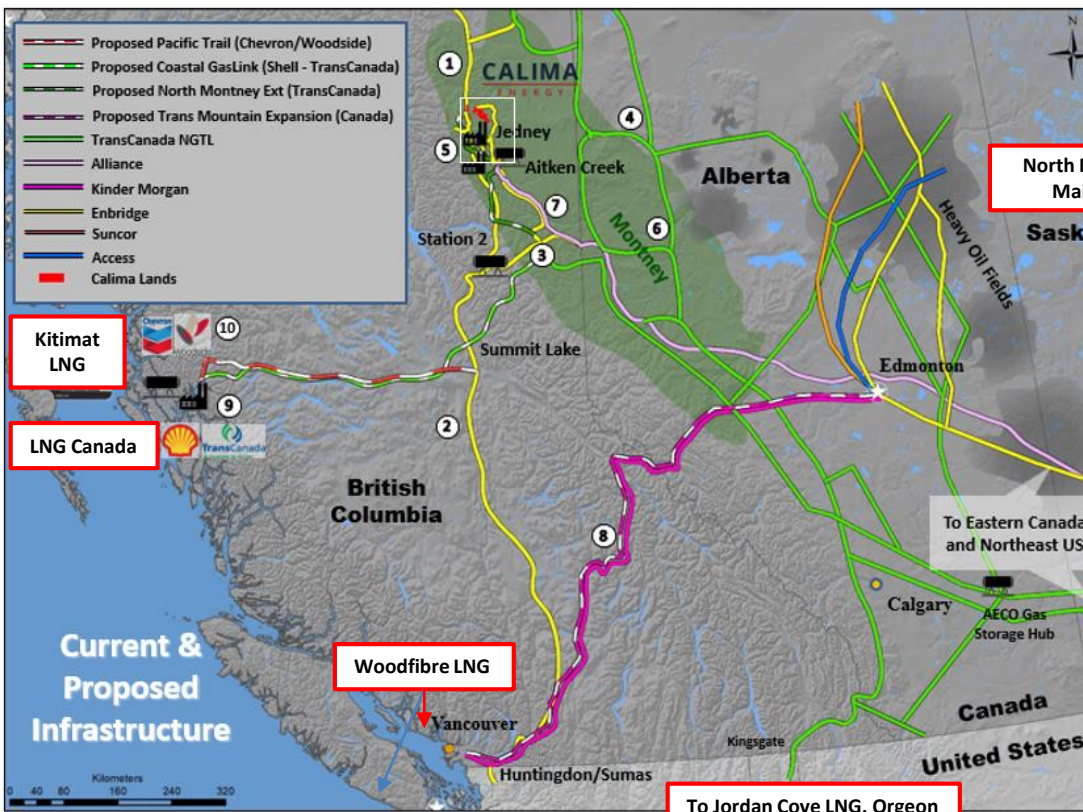 Proposed Pacific Trail (Chevron/Woodside)
Proposed Coastal GasLink (Shell - TransCanada)
Proposed North Montney Ext (TransCanada)
Proposed Trans Mountain Expansion (Canada)
TransCanada NGTL
Alliance
Kinder Morgan
Enbridge
Suncor
Access
Calima Lands
N
1
CALIMA
ENERGY
Jedney
5
Aitken Creek
4
Alberta
North
Sask
7
6
Montney
Heavy Oil Fields
Station 2
3
Kitimat
LNG
Chevron
woodside
10
Summit Lake
Edmonton
9
LNG Canada
TransCanada
2
British
Columbia
8
To Eastern Canada
and Northeast US
Calgary
AECO Gas
Storage Hub
Current &
Proposed
Infrastructure
Woodfibre LNG
Vancouver
Canada
United States
Kingsgate
Huntingdon/Sumas
Kilometers
0 40 80 160 240 320
To Jordan Cove LNG, Orgeon